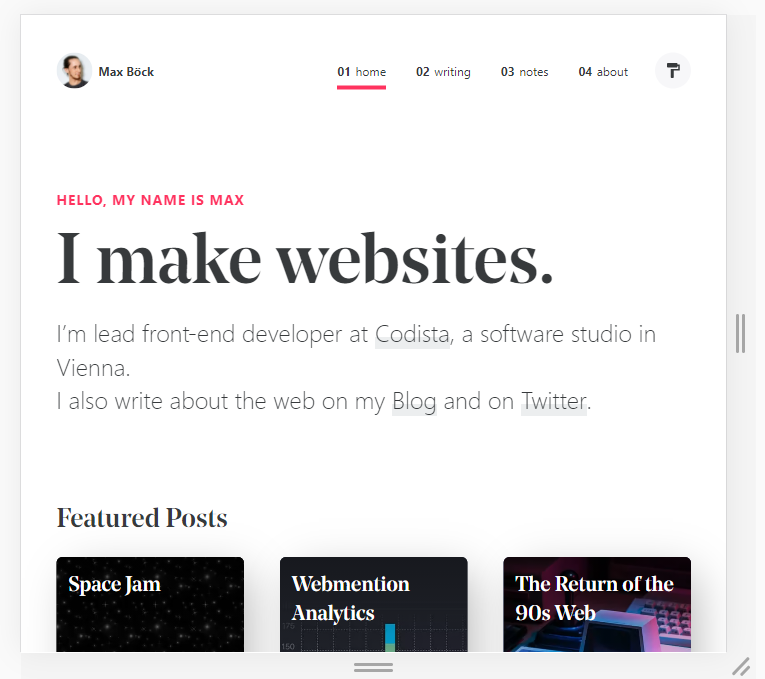 Max Böck
01 home 02 writing 03 notes 04 about
HELLO, MY NAME IS MAX
I make websites.
I'm lead front-end developer at Codista, a software studio in
Vienna.
I also write about the web on my Blog and on Twitter.
Featured Posts
Space Jam
Webmention
Analytics
175
150
The Return of the
90s Web